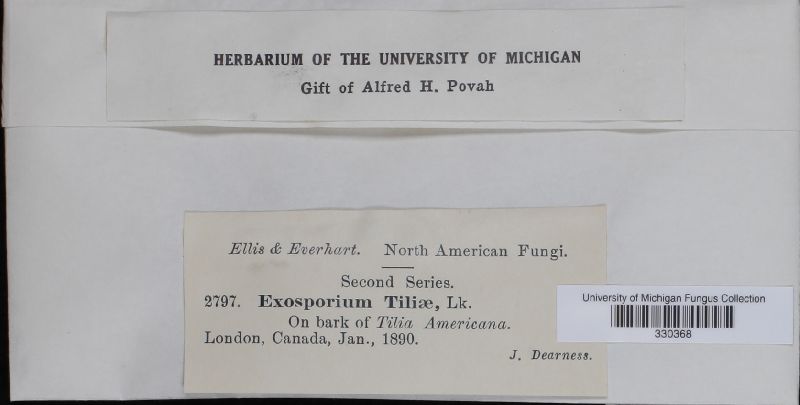 HERBARIUM OF THE UNIVERSITY OF MICHIGAN
Gift of Alfred H. Povah
Ellis & Everhart. North American Fungi.
Second Series.
2797. Exosporium Tiliæ, Lk.
On bark of Tilia Americana.
London, Canada, Jan., 1890.
J. Dearness.
University of Michigan Fungus Collection
330368